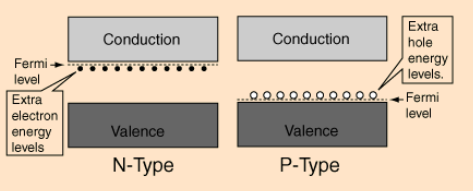 Conduction
Conduction
Extra
hole
energy
levels.
Fermi
level
Extra
electron
energy
levels
Fermi
level
Valence
Valence
N-Type
P-Type